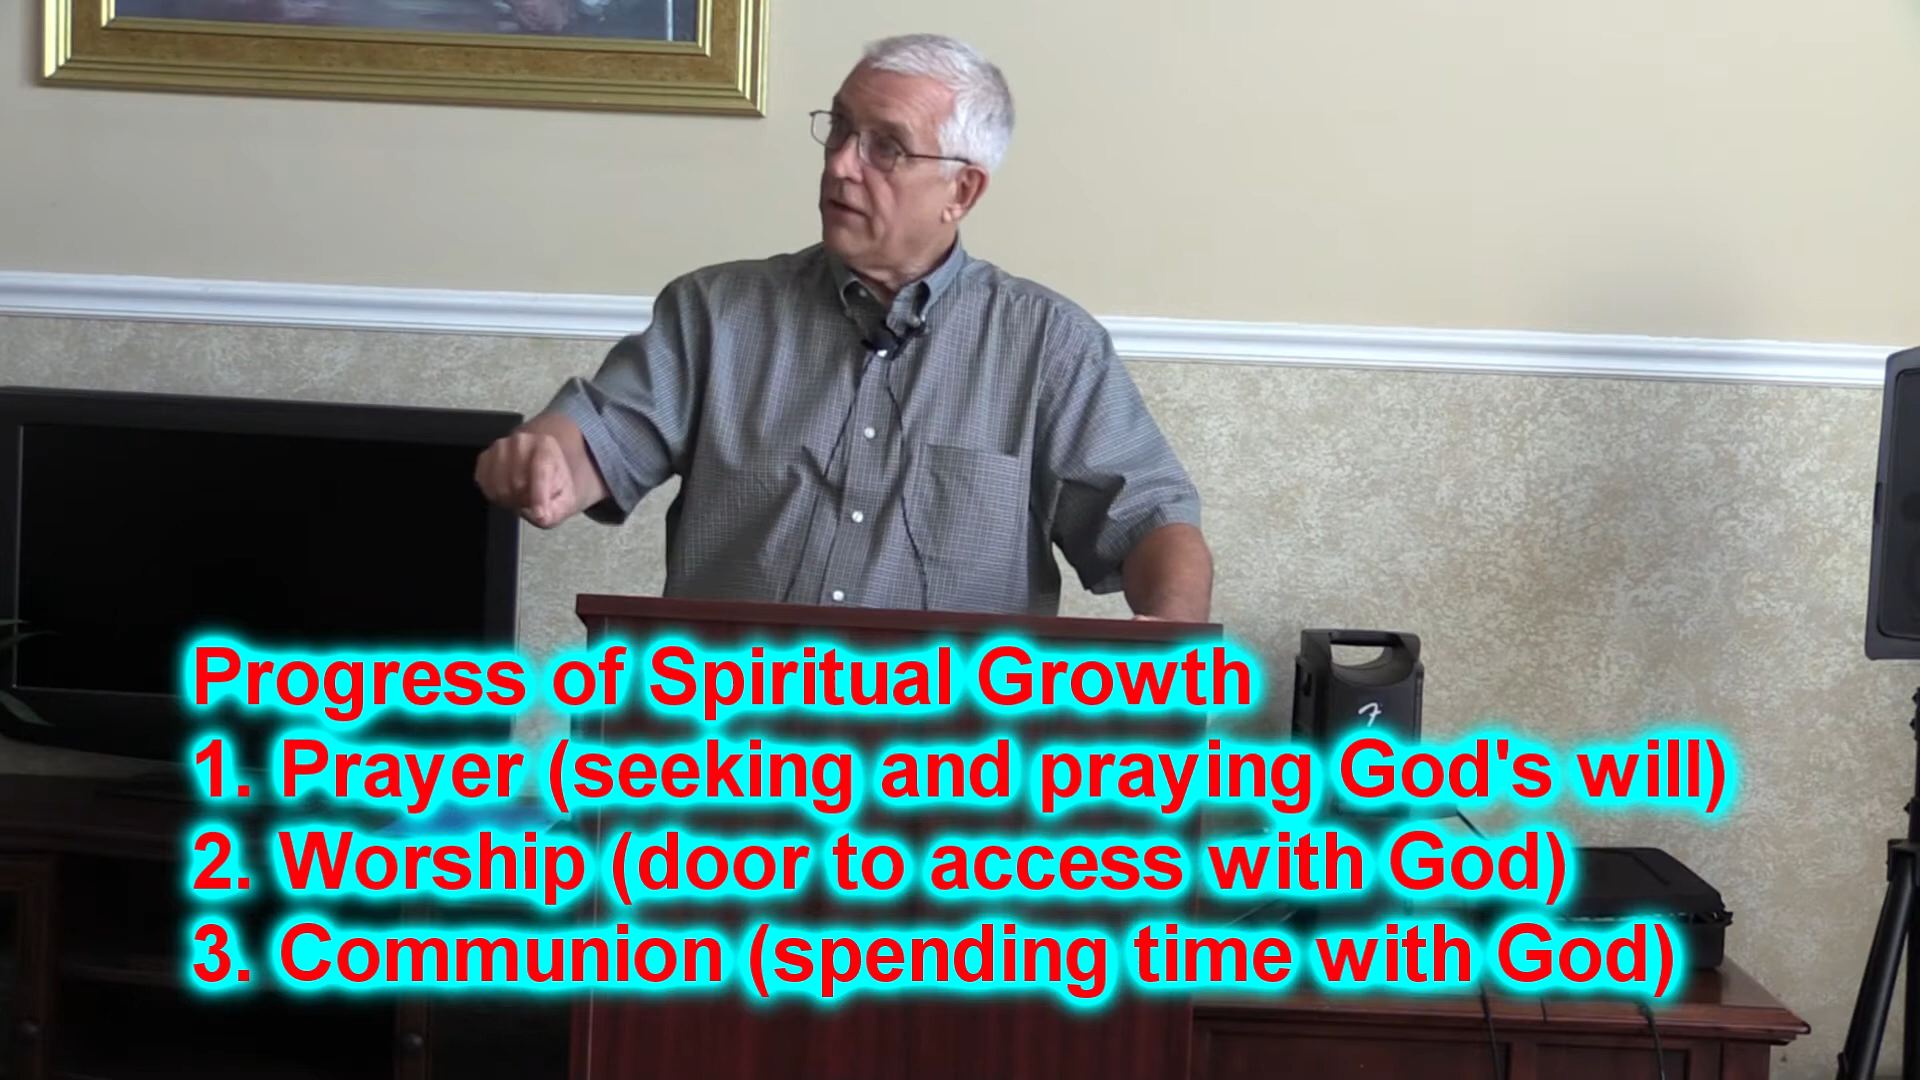 Progress of Spiritual Growth
1. Prayer (seeking and praying God's will)
2. Worship (door to access with God)
3. Communion (spending time with God)